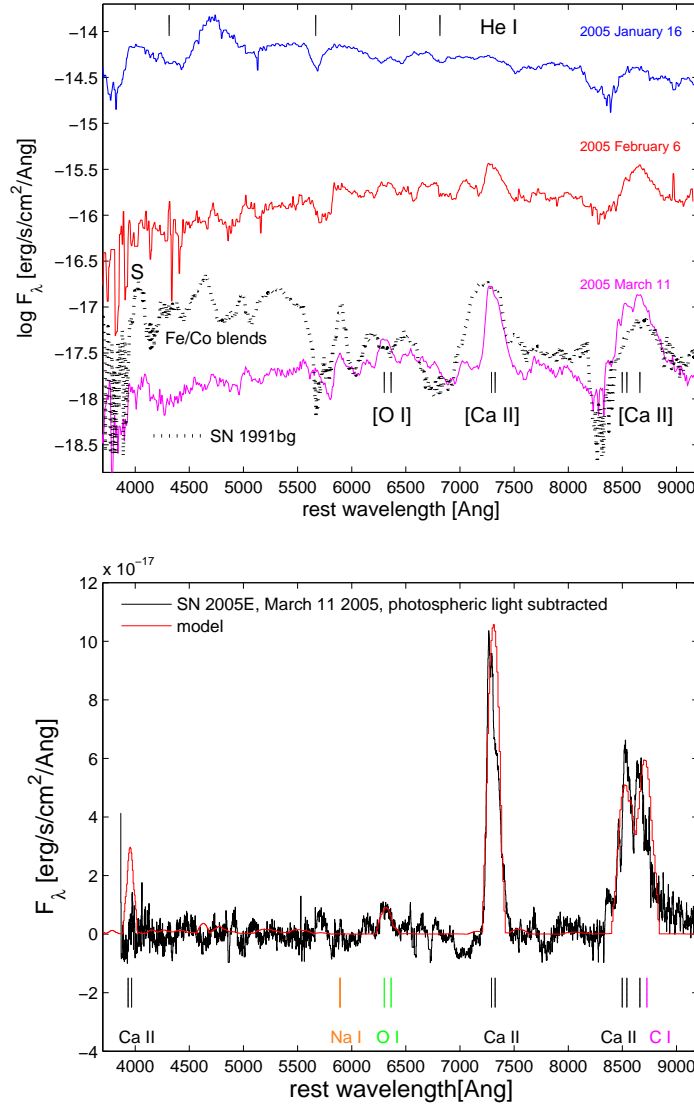 He I
2005 January 16
2005 February 6
2005 March 11
S
Fe/Co blends
[O I]
[Ca II]
[Ca II]
SN 1991bg
−14
−14.5
−15
−15.5
−16
−16.5
−17
−17.5
−18
−18.5
log F_λ [erg/s/cm²/Ang]
4000 4500 5000 5500 6000 6500 7000 7500 8000 8500 9000
rest wavelength [Ang]
x 10⁻¹⁷
SN 2005E, March 11 2005, photospheric light subtracted
model
12
10
8
6
4
2
0
−2
−4
F_λ [erg/s/cm²/Ang]
Ca II Na I O I Ca II Ca II C I
4000 4500 5000 5500 6000 6500 7000 7500 8000 8500 9000
rest wavelength[Ang]